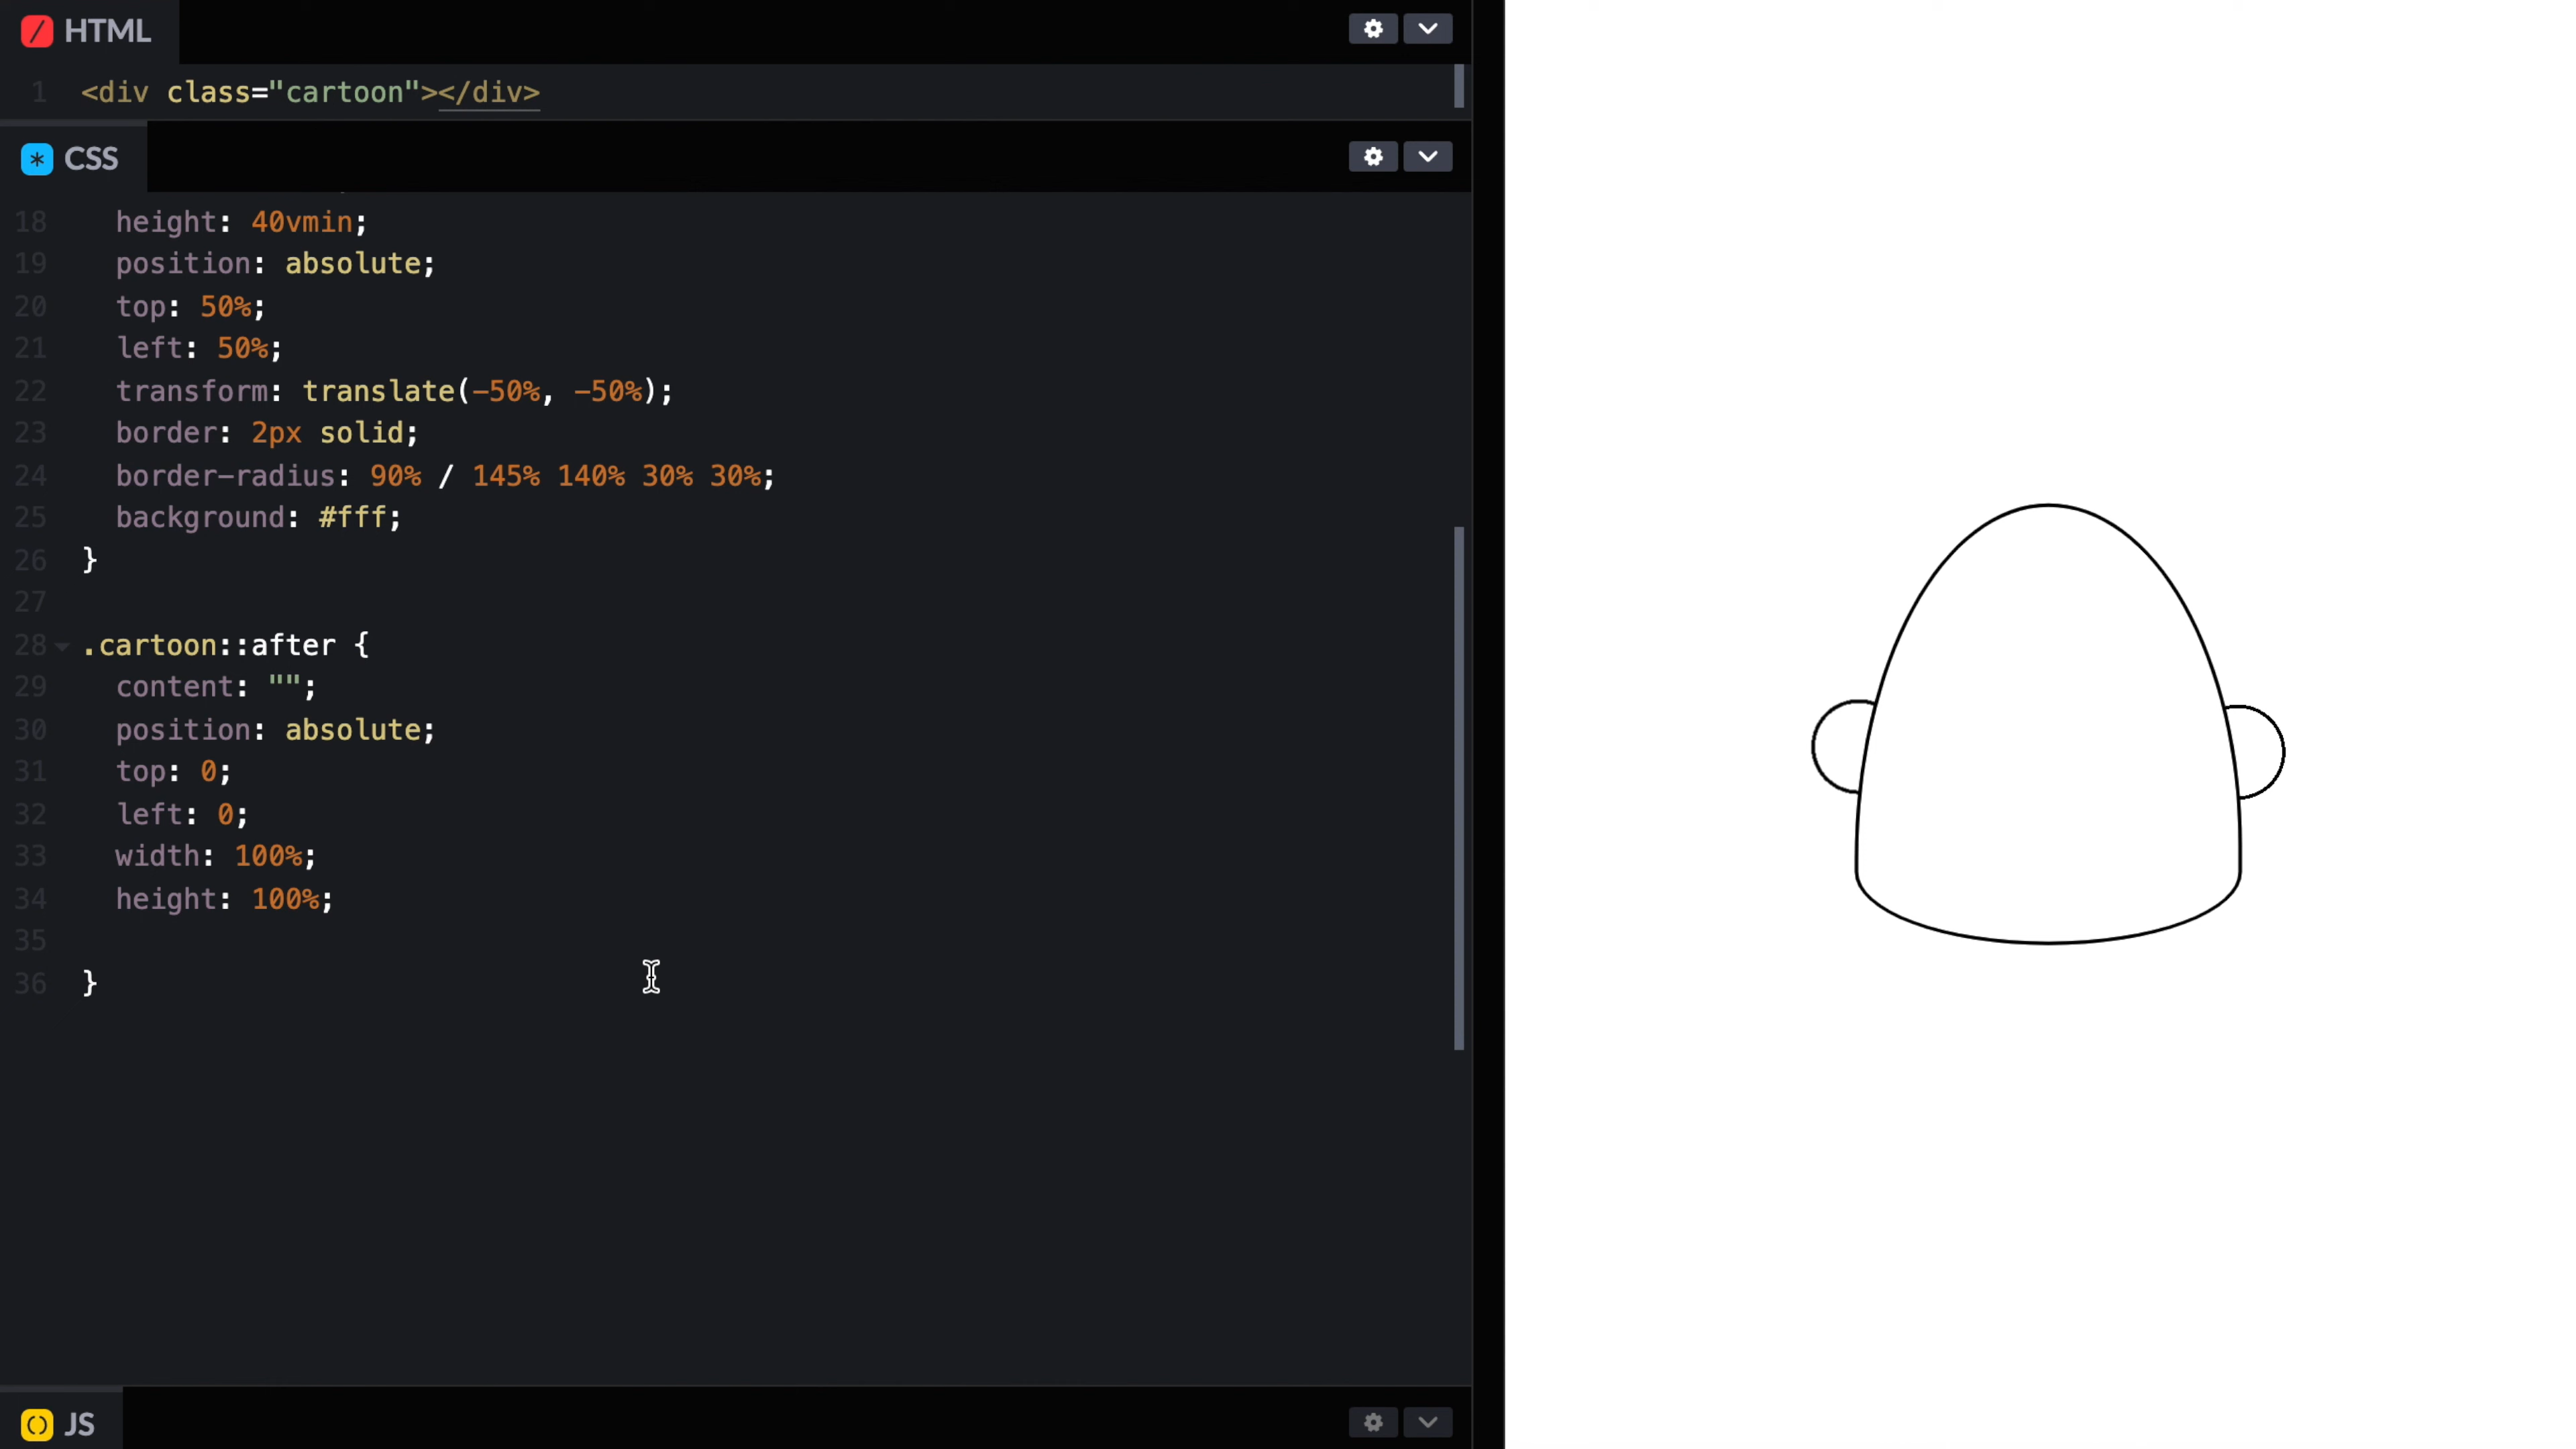 HTML
1 <div class="cartoon"></div>
CSS
18 height: 40vmin;
19 position: absolute;
20 top: 50%;
21 left: 50%;
22 transform: translate(-50%, -50%);
23 border: 2px solid;
24 border-radius: 90% / 145% 140% 30% 30%;
25 background: #fff;
26 }
27
28 .cartoon::after {
29 content: "";
30 position: absolute;
31 top: 0;
32 left: 0;
33 width: 100%;
34 height: 100%;
35
36 }
JS